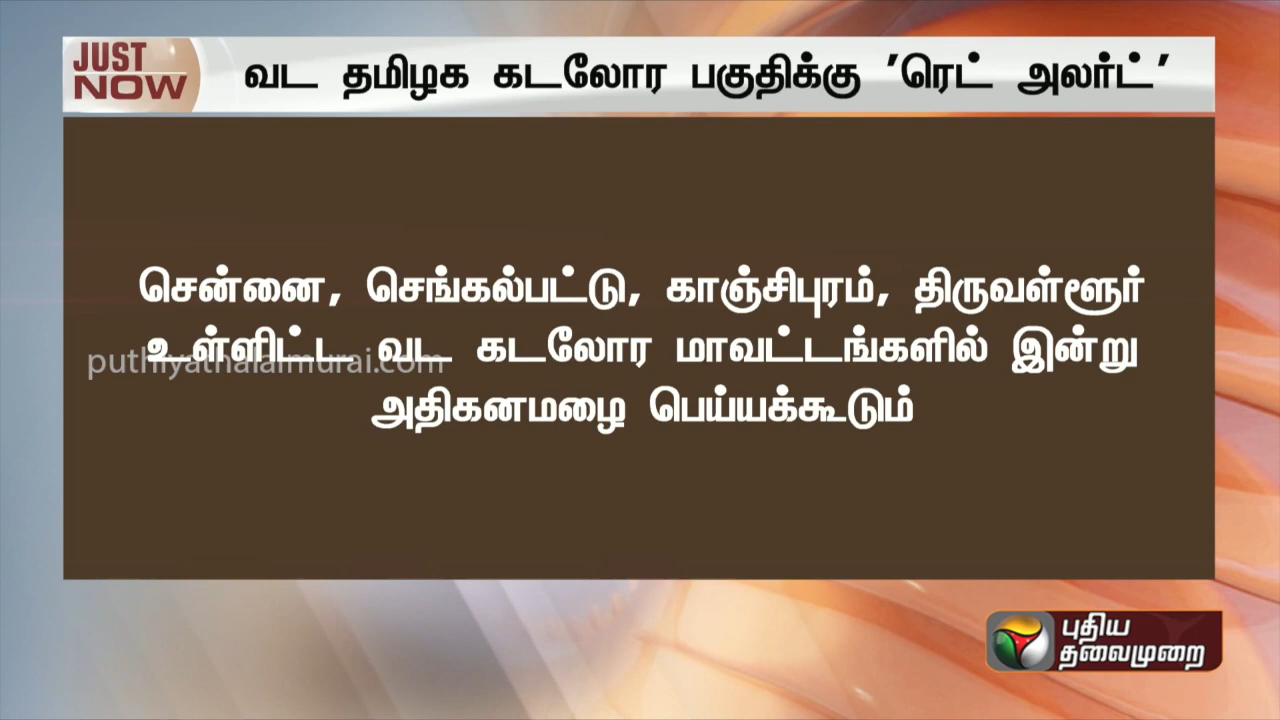 JUST
NOW
வட தமிழக கடலோர பகுதிக்கு 'ரெட் அலர்ட்'
சென்னை, செங்கல்பட்டு, காஞ்சிபுரம், திருவள்ளூர்
உள்ளிட்ட வட கடலோர மாவட்டங்களில் இன்று
puthiyathalaimurai.com
அதிகனமழை பெய்யக்கூடும்
புதிய
தலைமுறை